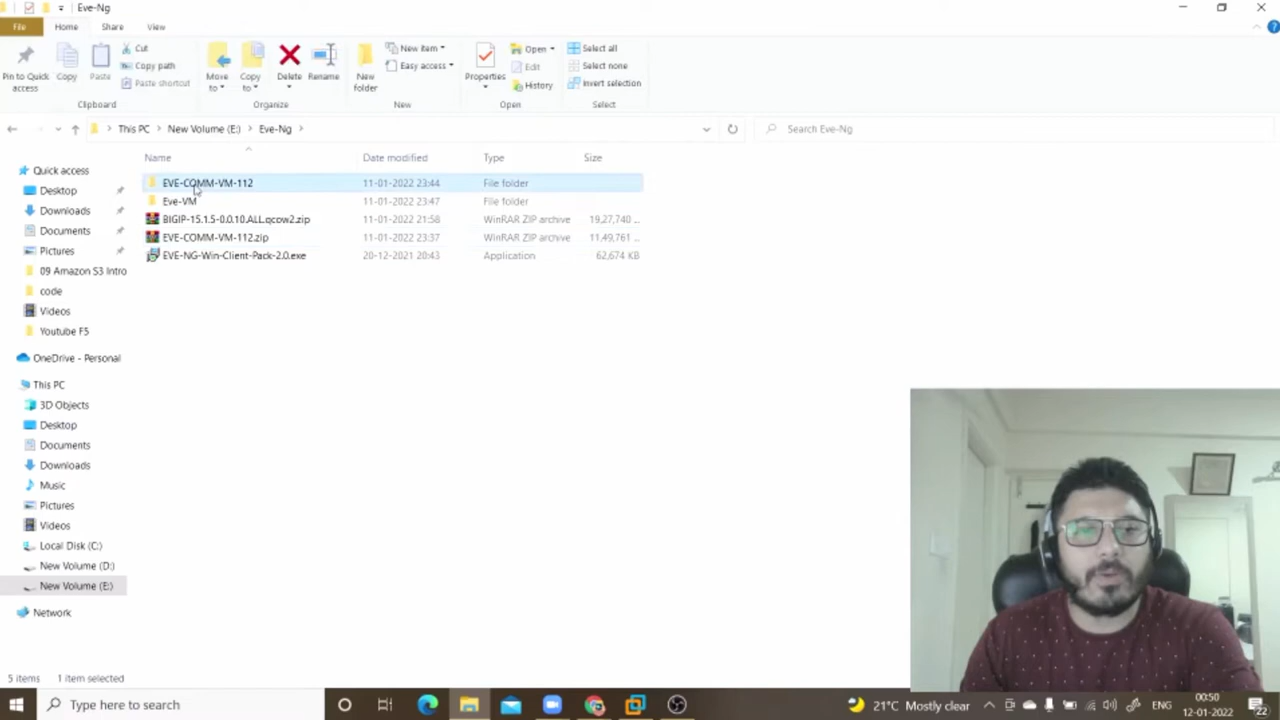 Eve-Ng
File
Home
Share
View
Pin to Quick access
Copy
Paste
Cut
Copy path
Paste shortcut
Move to
Copy to
Delete
Rename
New folder
New item
Easy access
Properties
Open
Edit
History
Select all
Select none
Invert selection
Clipboard
Organize
New
Open
Select
This PC > New Volume (E:) > Eve-Ng >
Search Eve-Ng
Name
Date modified
Type
Size
EVE-COMM-VM-112 11-01-2022 23:44 File folder
Eve-VM 11-01-2022 23:47 File folder
BIGIP-15.1.5-0.0.10.ALL.qcow2.zip 11-01-2022 21:58 WinRAR ZIP archive 19,27,740 ...
EVE-COMM-VM-112.zip 11-01-2022 23:37 WinRAR ZIP archive 11,49,761 ...
EVE-NG-Win-Client-Pack-2.0.exe 20-12-2021 20:43 Application 62,674 KB
Quick access
Desktop
Downloads
Documents
Pictures
09 Amazon S3 Intro
code
Videos
Youtube F5
OneDrive - Personal
This PC
3D Objects
Desktop
Documents
Downloads
Music
Pictures
Videos
Local Disk (C:)
New Volume (D:)
New Volume (E:)
Network
5 items
1 item selected
Type here to search
21°C Mostly clear
ENG
00:50
12-01-2022
22